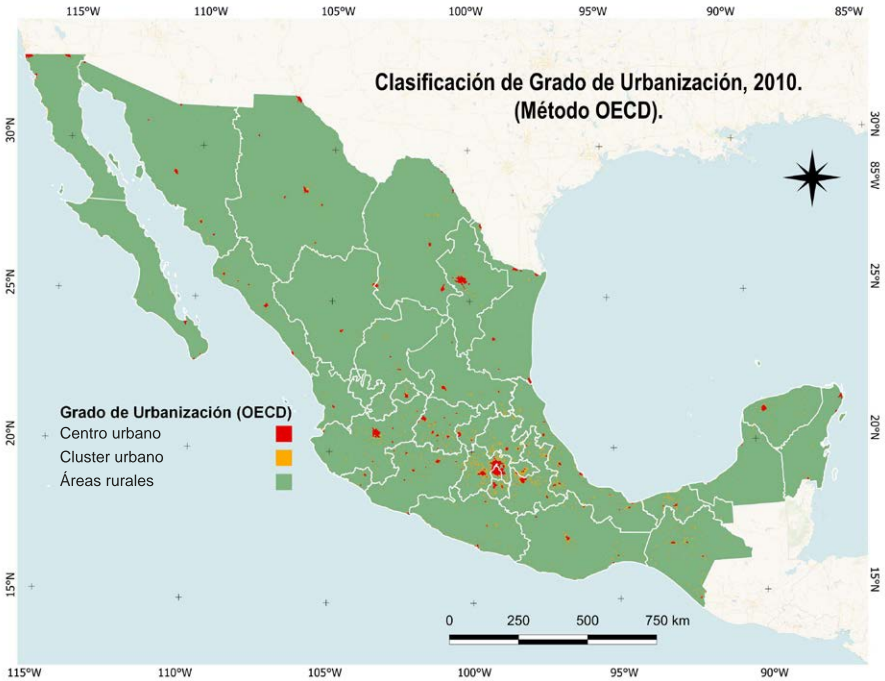 115°W 110°W 105°W 100°W 95°W 90°W 85°W
Clasificación de Grado de Urbanización, 2010.
(Método OECD).
30°N
30°N
85°W
25°N
25°N
Grado de Urbanización (OECD)
Centro urbano
Cluster urbano
Áreas rurales
20°N
20°N
15°N
15°N
0 250 500 750 km
115°W 110°W 105°W 100°W 95°W 90°W